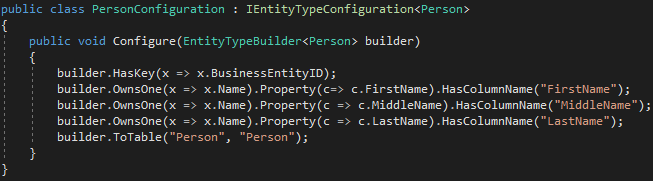 public class PersonConfiguration : IEntityTypeConfiguration<Person>
{
    public void Configure(EntityTypeBuilder<Person> builder)
    {
        builder.HasKey(x => x.BusinessEntityID);
        builder.OwnsOne(x => x.Name).Property(c=> c.FirstName).HasColumnName("FirstName");
        builder.OwnsOne(x => x.Name).Property(c => c.MiddleName).HasColumnName("MiddleName");
        builder.OwnsOne(x => x.Name).Property(c => c.LastName).HasColumnName("LastName");
        builder.ToTable("Person", "Person");
    }
}